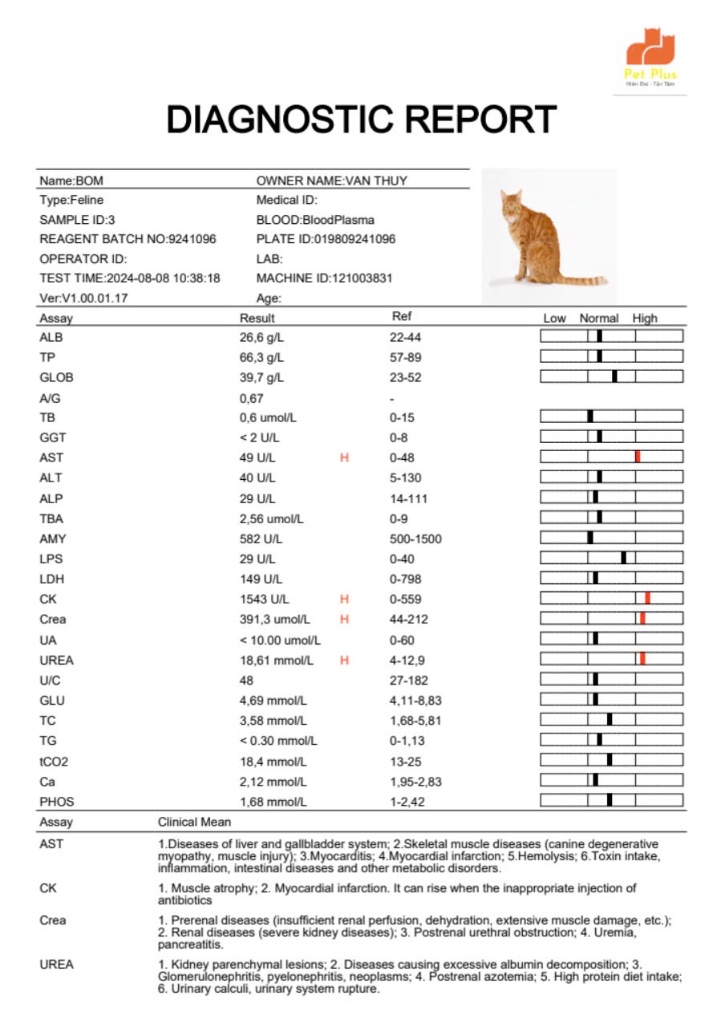 Pet Plus
Hiện Đại - Tận Tâm
DIAGNOSTIC REPORT
Name:BOM OWNER NAME:VAN THUY
Type:Feline Medical ID:
SAMPLE ID:3 BLOOD:BloodPlasma
REAGENT BATCH NO:9241096 PLATE ID:019809241096
OPERATOR ID: LAB:
TEST TIME:2024-08-08 10:38:18 MACHINE ID:121003831
Ver:V1.00.01.17 Age:
Assay Result Ref Low Normal High
ALB 26,6 g/L 22-44
TP 66,3 g/L 57-89
GLOB 39,7 g/L 23-52
A/G 0,67 -
TB 0,6 umol/L 0-15
GGT < 2 U/L 0-8
AST 49 U/L H 0-48
ALT 40 U/L 5-130
ALP 29 U/L 14-111
TBA 2,56 umol/L 0-9
AMY 582 U/L 500-1500
LPS 29 U/L 0-40
LDH 149 U/L 0-798
CK 1543 U/L H 0-559
Crea 391,3 umol/L H 44-212
UA < 10.00 umol/L 0-60
UREA 18,61 mmol/L H 4-12,9
U/C 48 27-182
GLU 4,69 mmol/L 4,11-8,83
TC 3,58 mmol/L 1,68-5,81
TG < 0.30 mmol/L 0-1,13
tCO2 18,4 mmol/L 13-25
Ca 2,12 mmol/L 1,95-2,83
PHOS 1,68 mmol/L 1-2,42
Assay Clinical Mean
AST 1.Diseases of liver and gallbladder system; 2.Skeletal muscle diseases (canine degenerative
myopathy, muscle injury); 3.Myocarditis; 4.Myocardial infarction; 5.Hemolysis; 6.Toxin intake,
inflammation, intestinal diseases and other metabolic disorders.
CK 1. Muscle atrophy; 2. Myocardial infarction. It can rise when the inappropriate injection of
antibiotics
Crea 1. Prerenal diseases (insufficient renal perfusion, dehydration, extensive muscle damage, etc.);
2. Renal diseases (severe kidney diseases); 3. Postrenal urethral obstruction; 4. Uremia,
pancreatitis.
UREA 1. Kidney parenchymal lesions; 2. Diseases causing excessive albumin decomposition; 3.
Glomerulonephritis, pyelonephritis, neoplasms; 4. Postrenal azotemia; 5. High protein diet intake;
6. Urinary calculi, urinary system rupture.